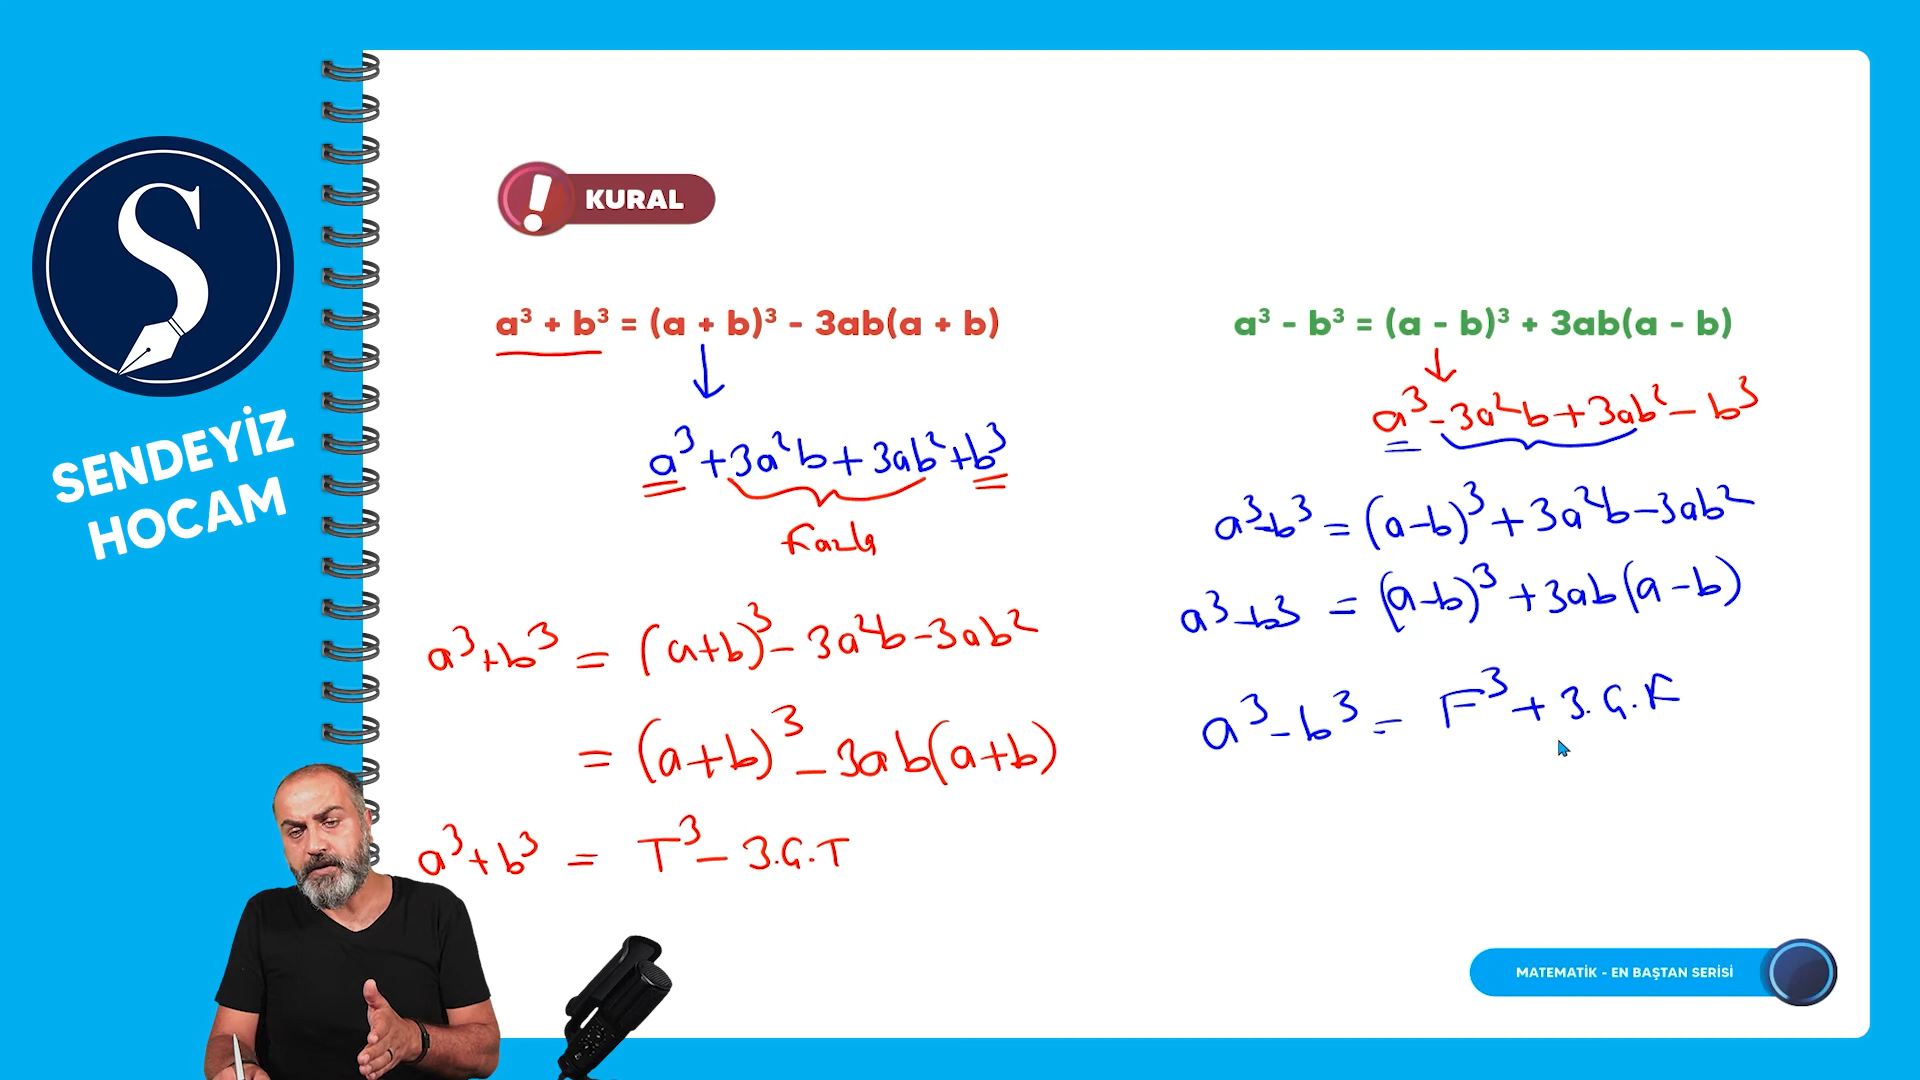 S
SENDEYİZ
HOCAM
KURAL
a³ + b³ = (a + b)³ - 3ab(a + b)
a³+3a²b+3ab²+b³
Fazla
a³+b³ = (a+b)³-3a²b-3ab²
= (a+b)³-3ab(a+b)
a³+b³ = T³-3.Ç.T
a³ - b³ = (a - b)³ + 3ab(a - b)
a³-3a²b+3ab²-b³
a³-b³ = (a-b)³+3a²b-3ab²
a³-b³ = (a-b)³+3ab(a-b)
a³-b³ = F³+3.Ç.F
MATEMATİK - EN BAŞTAN SERİSİ